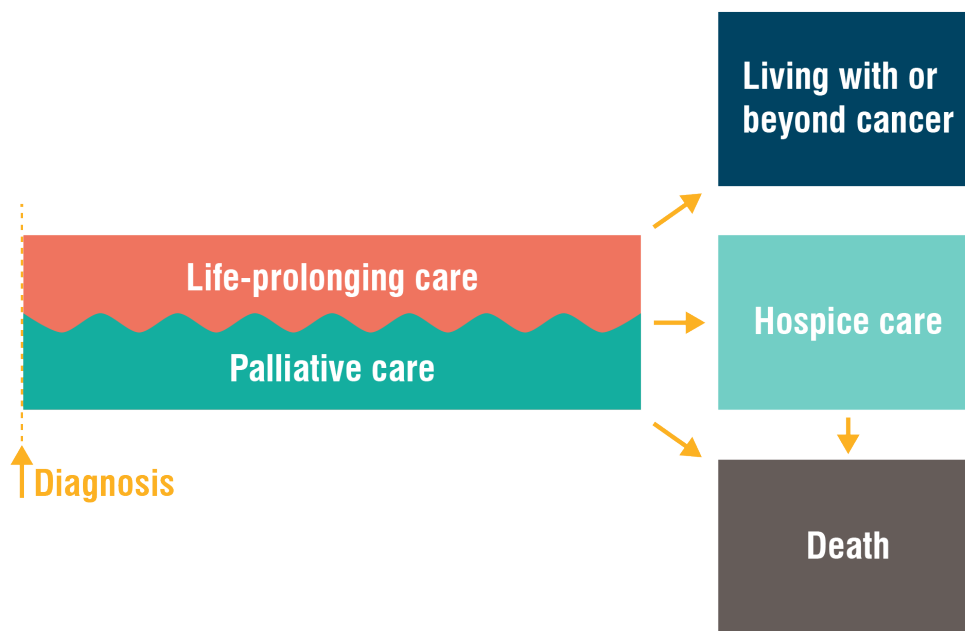 Living with or
beyond cancer
Life-prolonging care
Hospice care
Palliative care
Diagnosis
Death